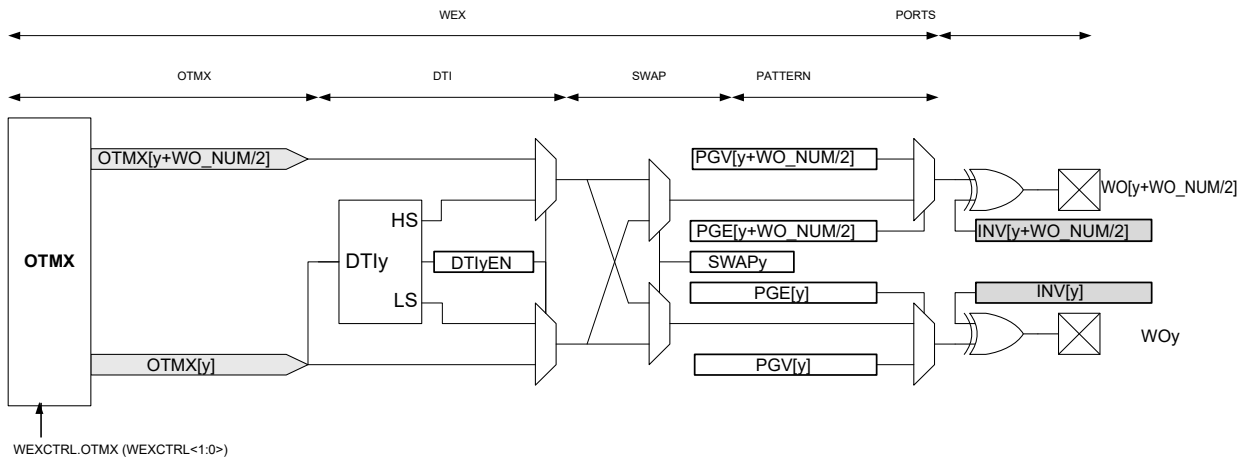 WEX
PORTS
OTMX
DTI
SWAP
PATTERN
OTMX[y+WO_NUM/2]
PGV[y+WO_NUM/2]
WO[y+WO_NUM/2]
HS
PGE[y+WO_NUM/2]
INV[y+WO_NUM/2]
OTMX
DTIy
DTIyEN
SWAPy
LS
PGE[y]
INV[y]
WOy
OTMX[y]
PGV[y]
WEXCTRL.OTMX (WEXCTRL<1:0>)